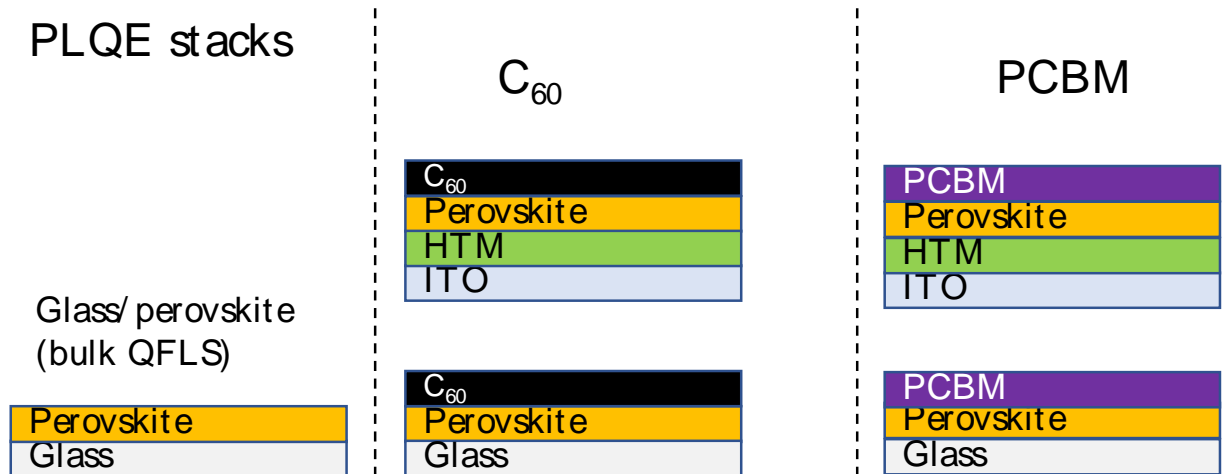 PLQE stacks
Glass/perovskite
(bulk QFLS)
Perovskite
Glass
C₆₀
C₆₀
Perovskite
HTM
ITO
C₆₀
Perovskite
Glass
PCBM
PCBM
Perovskite
HTM
ITO
PCBM
Perovskite
Glass